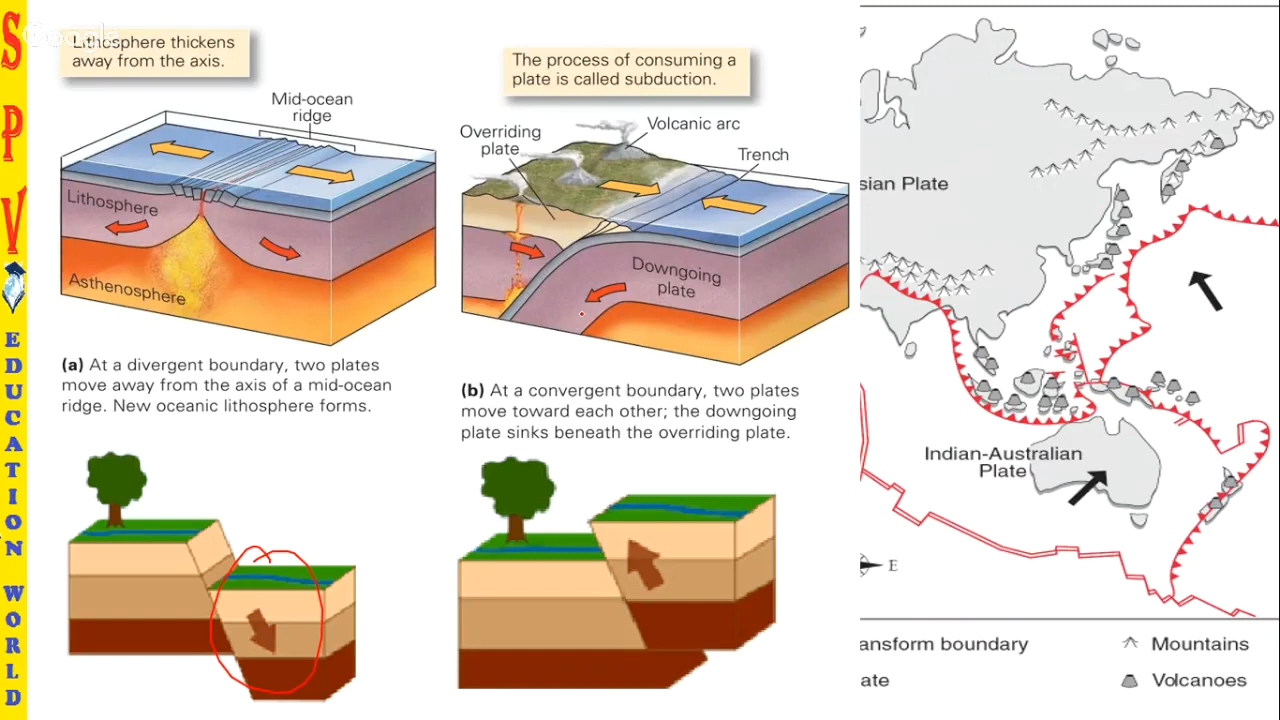 SPV
EDUCATION WORLD
Google
Lithosphere thickens
away from the axis.
Mid-ocean
ridge
Lithosphere
Asthenosphere
(a) At a divergent boundary, two plates
move away from the axis of a mid-ocean
ridge. New oceanic lithosphere forms.
The process of consuming a
plate is called subduction.
Overriding
plate
Volcanic arc
Trench
Downgoing
plate
(b) At a convergent boundary, two plates
move toward each other; the downgoing
plate sinks beneath the overriding plate.
sian Plate
Indian-Australian
Plate
E
ansform boundary
Mountains
ate
Volcanoes